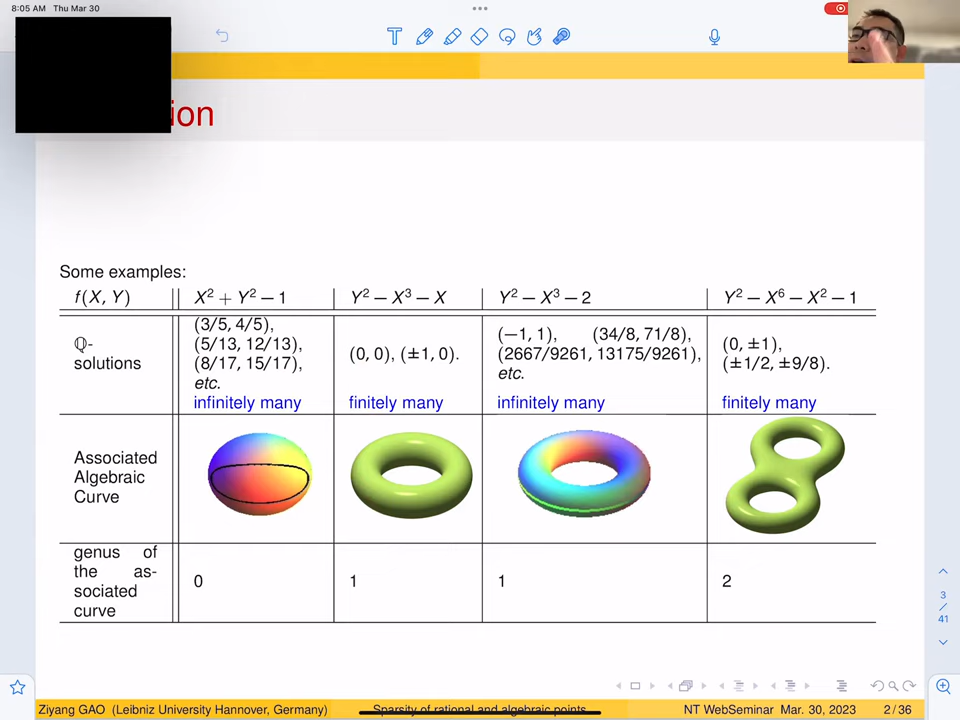 8:05 AM Thu Mar 30
ion
Some examples:
f(X, Y) X² + Y² − 1 Y² − X³ − X Y² − X³ − 2 Y² − X⁶ − X² − 1
ℚ-
solutions
(3/5, 4/5),
(5/13, 12/13),
(8/17, 15/17),
etc.
infinitely many
(0, 0), (±1, 0).
finitely many
(−1, 1), (34/8, 71/8),
(2667/9261, 13175/9261),
etc.
infinitely many
(0, ±1),
(±1/2, ±9/8).
finitely many
Associated
Algebraic
Curve
genus of
the as-
sociated
curve
0 1 1 2
3
/
41
Ziyang GAO (Leibniz University Hannover, Germany) Sparsity of rational and algebraic points NT WebSeminar Mar. 30, 2023 2 / 36